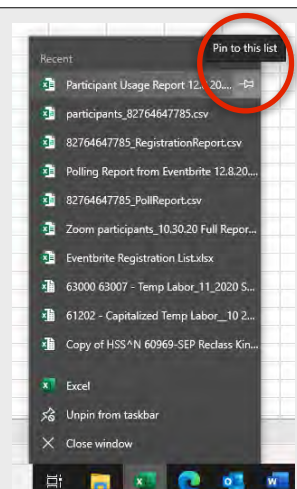 Pin to this list
Recent
Participant Usage Report 12.8.20....
participants_82764647785.csv
82764647785_RegistrationReport.csv
Polling Report from Eventbrite 12.8.20....
82764647785_PollReport.csv
Zoom participants_10.30.20 Full Repor...
Eventbrite Registration List.xlsx
63000 63007 - Temp Labor_11_2020 S...
61202 - Capitalized Temp Labor__10 2...
Copy of HSS^N 60969-SEP Reclass Kin...
Excel
Unpin from taskbar
Close window